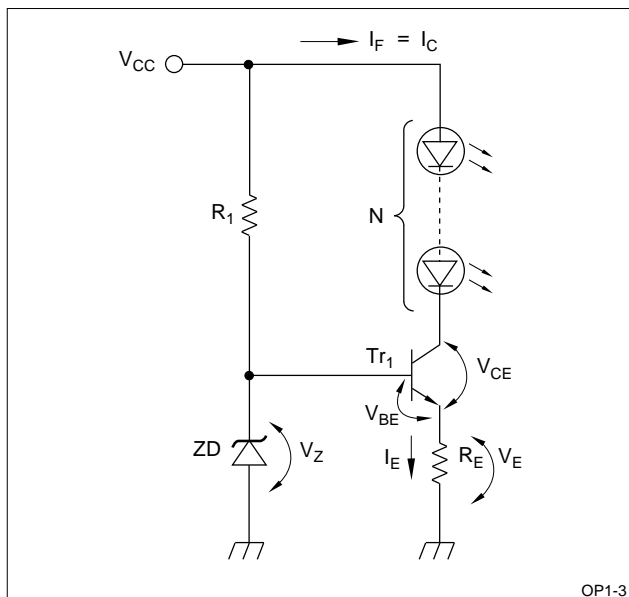 I_F = I_C
V_CC
R_1
N
Tr_1
V_CE
V_BE
ZD
V_Z
I_E
R_E
V_E
OP1-3